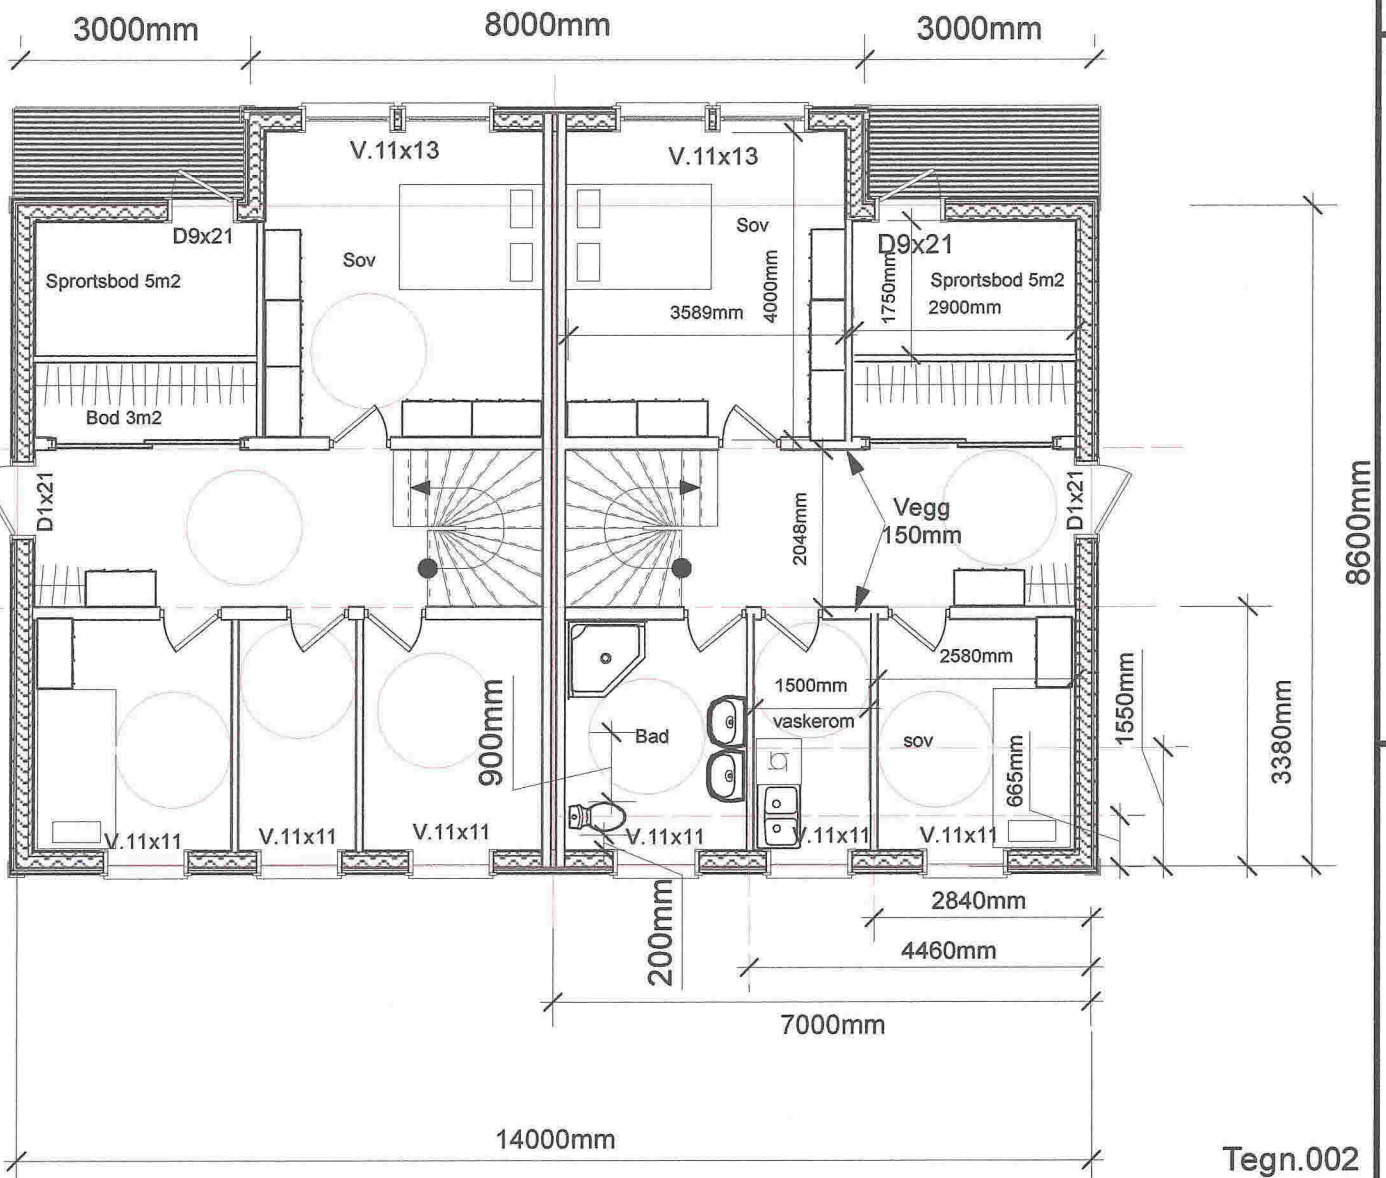 3000mm
8000mm
3000mm
V.11x13
V.11x13
D9x21
Sov
Sov
D9x21
Sprortsbod 5m2
4000mm
1750mm
Sprortsbod 5m2
3589mm
2900mm
Bod 3m2
D1x21
2048mm
Vegg
150mm
D1x21
8600mm
2580mm
1500mm
vaskerom
900mm
Bad
sov
665mm
1550mm
3380mm
V.11x11
V.11x11
V.11x11
V.11x11
V.11x11
V.11x11
200mm
2840mm
4460mm
7000mm
14000mm
Tegn.002